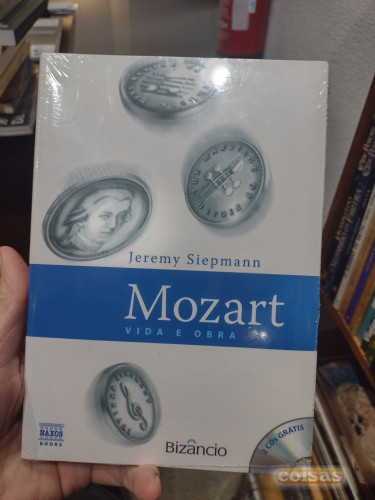 Jeremy Siepmann
Mozart
VIDA E OBRA
NAXOS
BOOKS
Bizâncio
2 CDs GRÁTIS
coisas